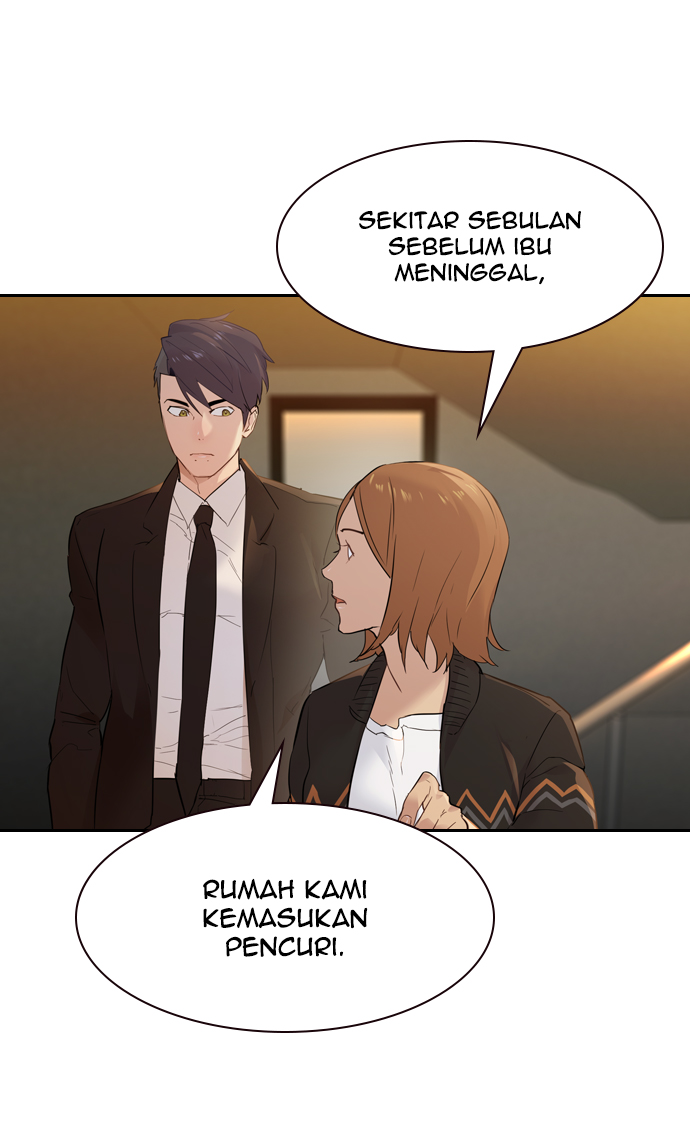 SEKITAR SEBULAN
SEBELUM IBU
MENINGGAL,
RUMAH KAMI
KEMASUKAN
PENCURI.